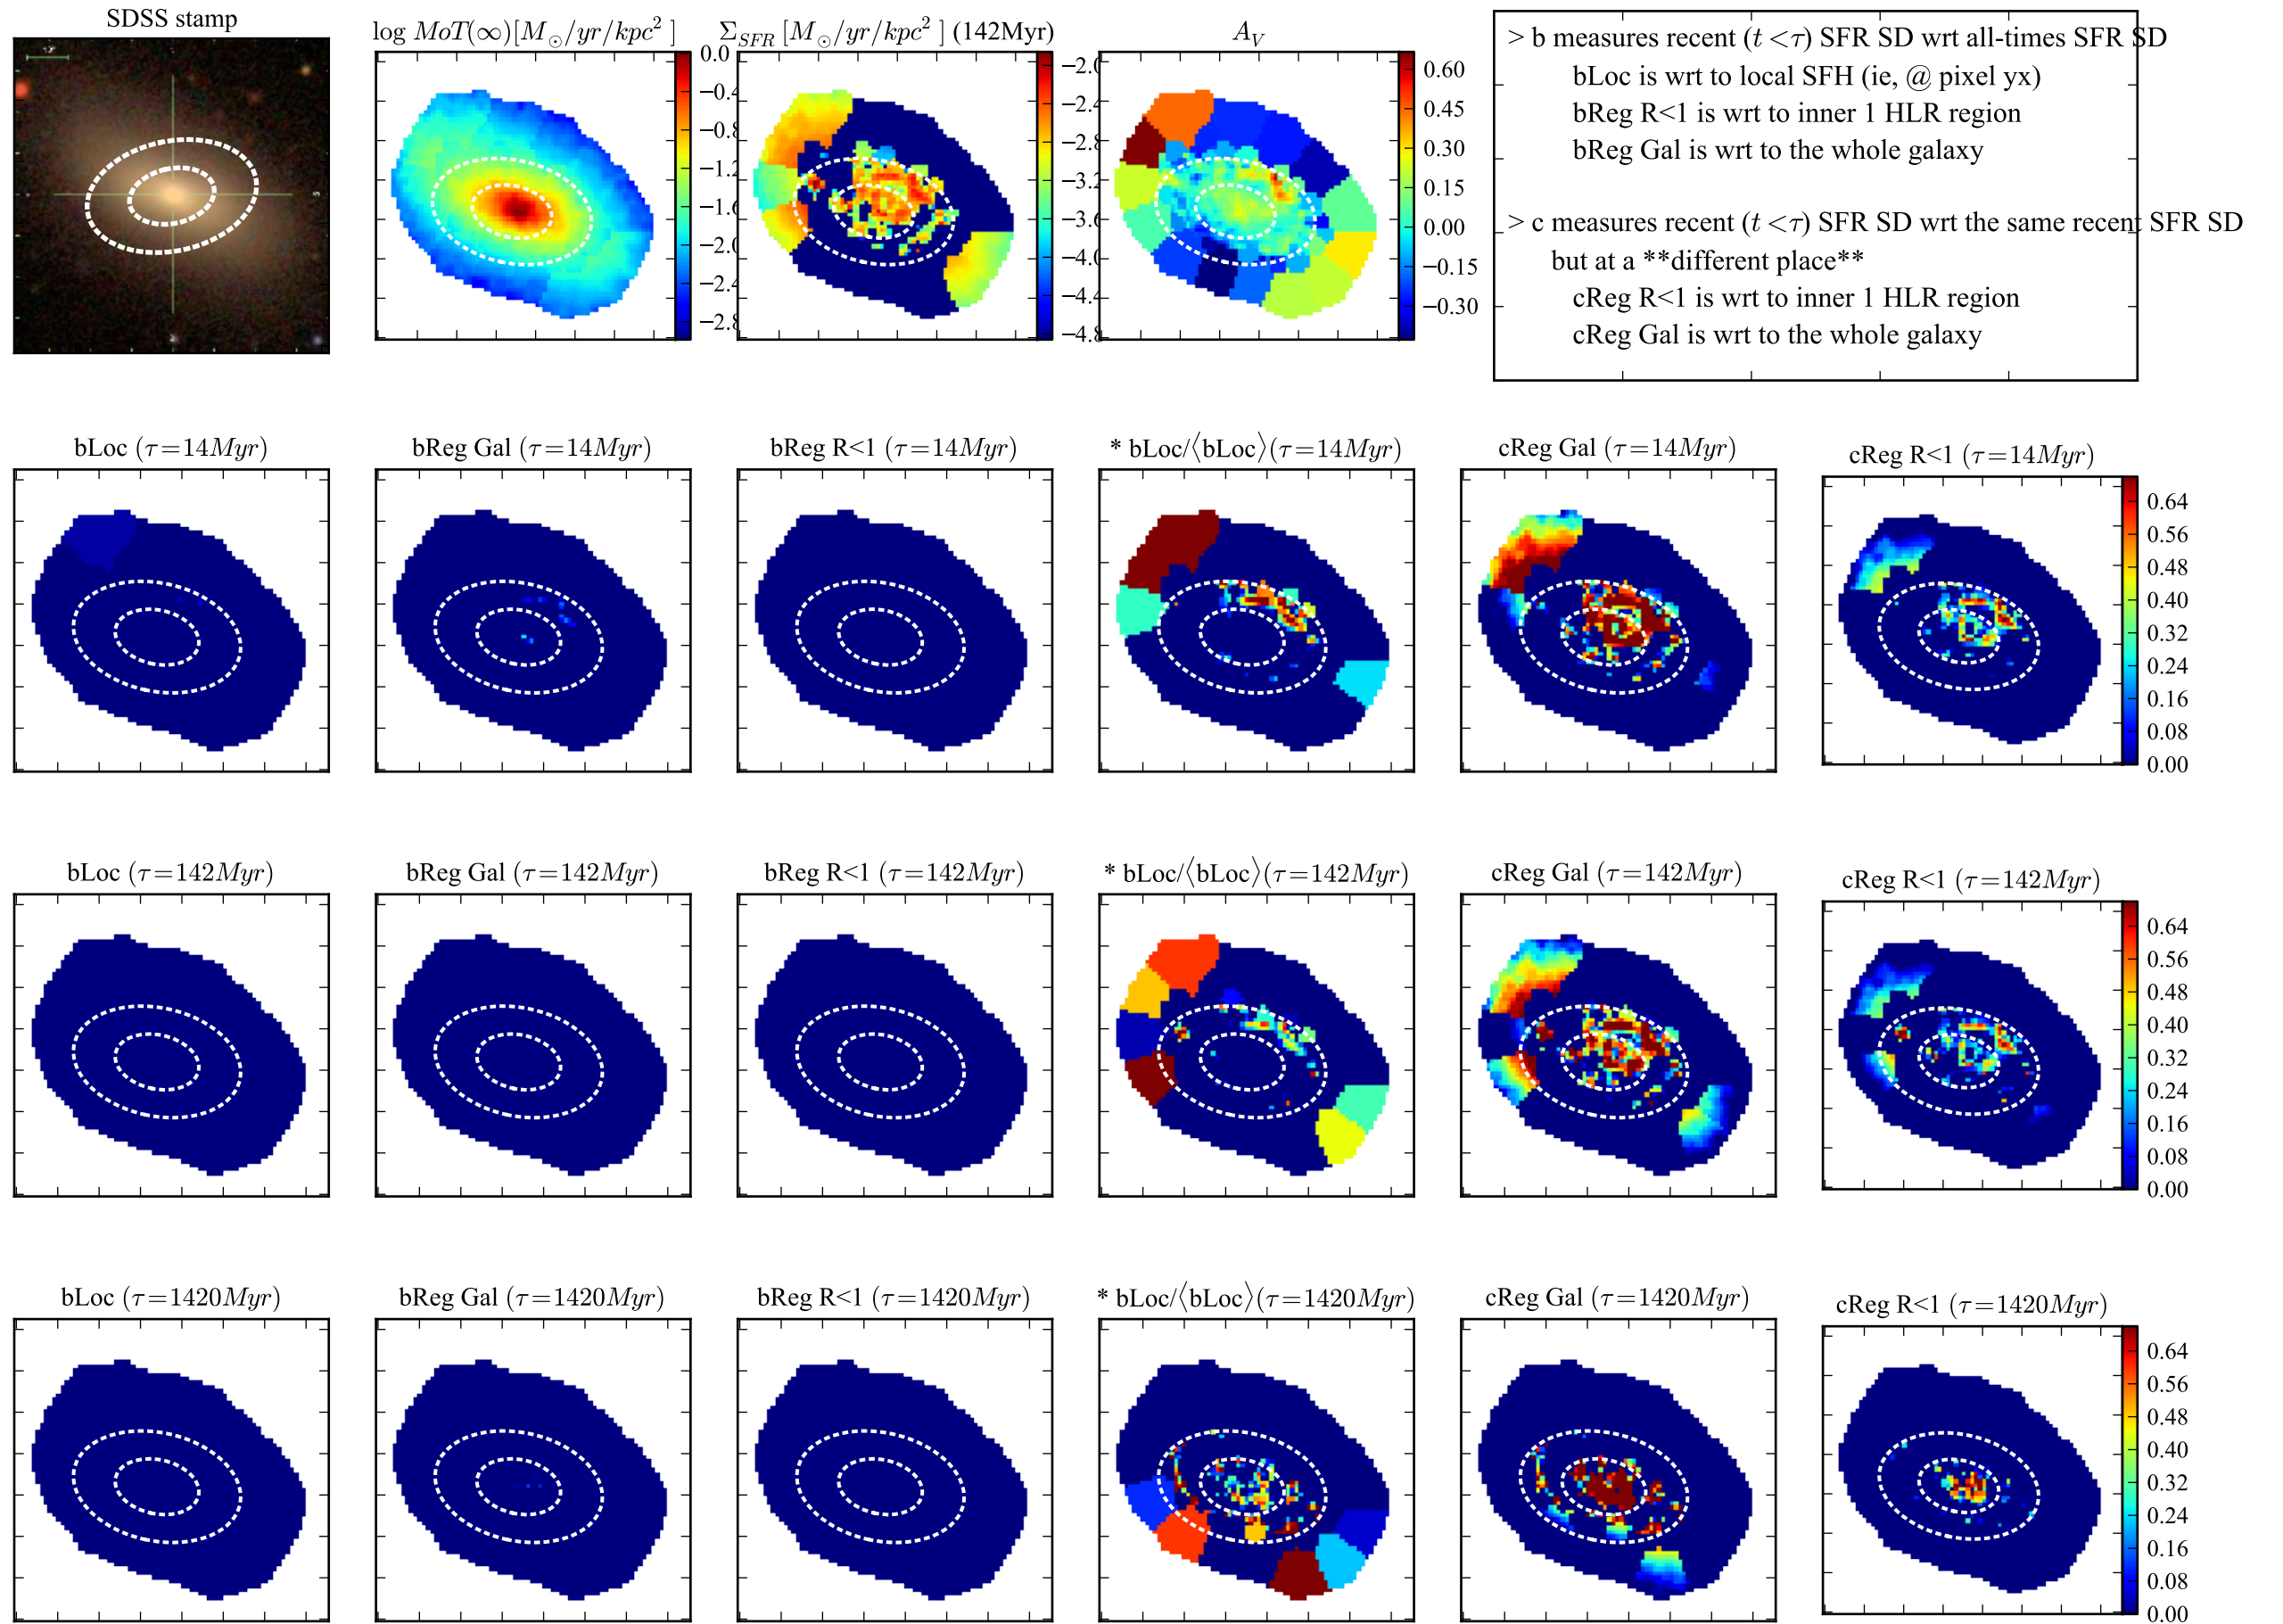 SDSS stamp
log MoT(∞)[M⊙/yr/kpc² ]
Σ_SFR [M⊙/yr/kpc² ] (142Myr)
A_V
0.0
−0.4
−0.8
−1.2
−1.6
−2.0
−2.4
−2.8
−2.0
−2.4
−2.8
−3.2
−3.6
−4.0
−4.4
−4.8
0.60
0.45
0.30
0.15
0.00
−0.15
−0.30
> b measures recent (t <τ) SFR SD wrt all-times SFR SD
bLoc is wrt to local SFH (ie, @ pixel yx)
bReg R<1 is wrt to inner 1 HLR region
bReg Gal is wrt to the whole galaxy
> c measures recent (t <τ) SFR SD wrt the same recent SFR SD
but at a **different place**
cReg R<1 is wrt to inner 1 HLR region
cReg Gal is wrt to the whole galaxy
bLoc (τ=14Myr)
bReg Gal (τ=14Myr)
bReg R<1 (τ=14Myr)
* bLoc/⟨bLoc⟩(τ=14Myr)
cReg Gal (τ=14Myr)
cReg R<1 (τ=14Myr)
0.64
0.56
0.48
0.40
0.32
0.24
0.16
0.08
0.00
bLoc (τ=142Myr)
bReg Gal (τ=142Myr)
bReg R<1 (τ=142Myr)
* bLoc/⟨bLoc⟩(τ=142Myr)
cReg Gal (τ=142Myr)
cReg R<1 (τ=142Myr)
0.64
0.56
0.48
0.40
0.32
0.24
0.16
0.08
0.00
bLoc (τ=1420Myr)
bReg Gal (τ=1420Myr)
bReg R<1 (τ=1420Myr)
* bLoc/⟨bLoc⟩(τ=1420Myr)
cReg Gal (τ=1420Myr)
cReg R<1 (τ=1420Myr)
0.64
0.56
0.48
0.40
0.32
0.24
0.16
0.08
0.00